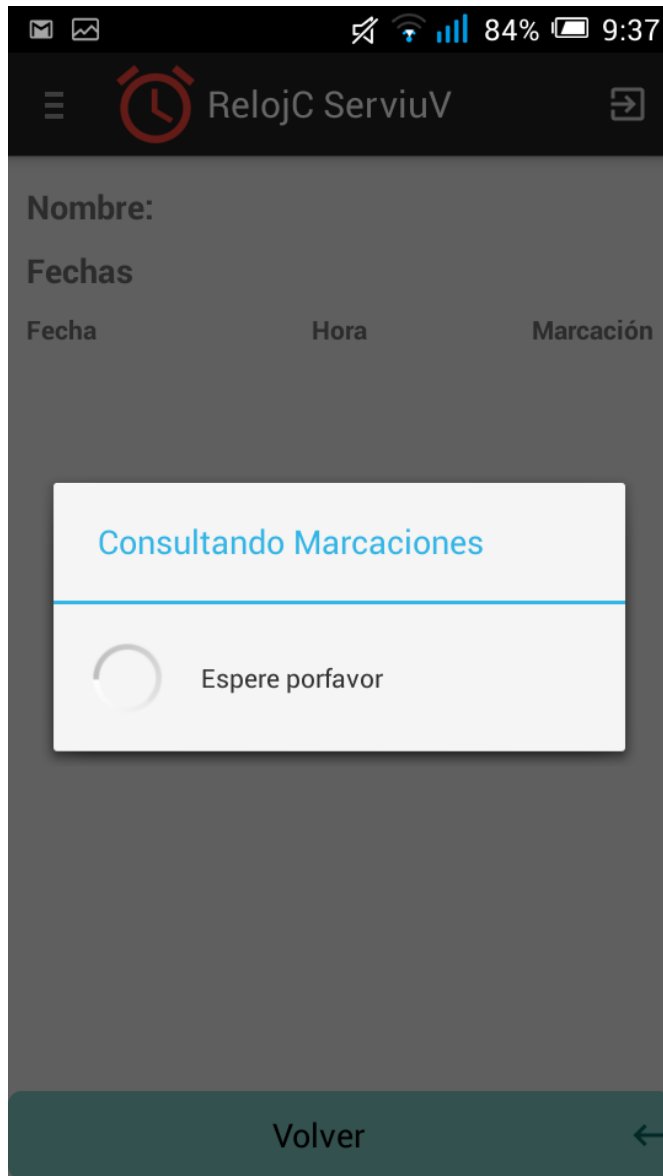 84% 9:37
RelojC ServiuV
Nombre:
Fechas
Fecha Hora Marcación
Consultando Marcaciones
Espere porfavor
Volver